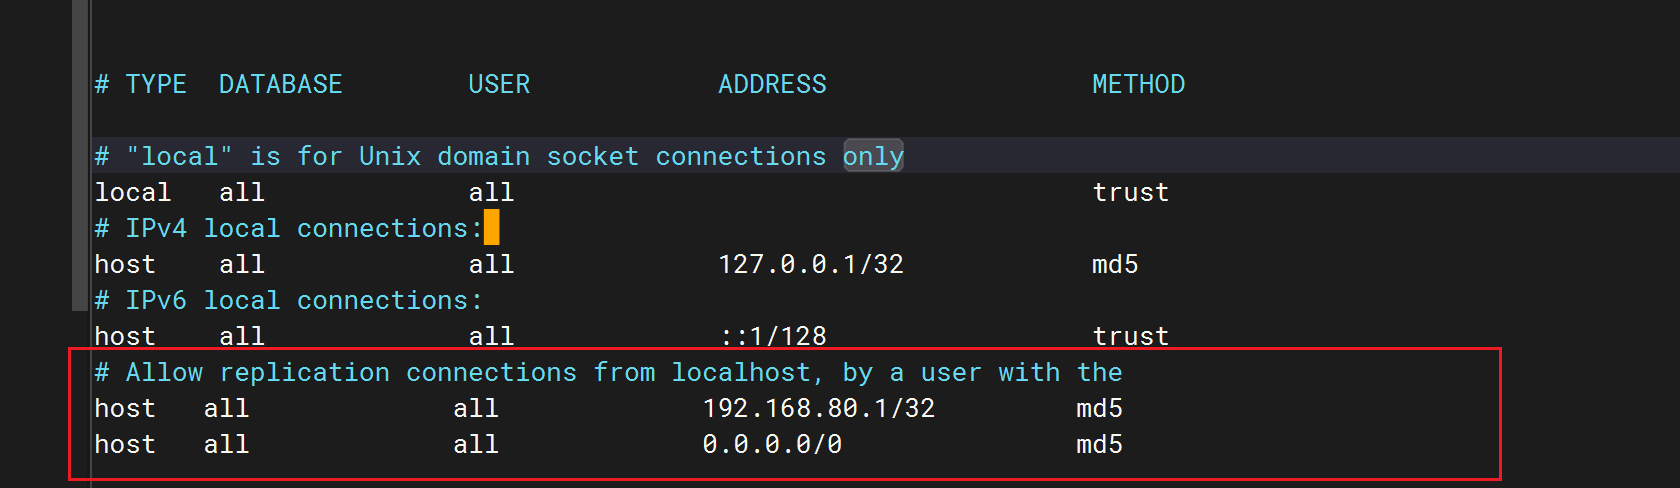 # TYPE  DATABASE        USER            ADDRESS                 METHOD
# "local" is for Unix domain socket connections only
local   all             all                                     trust
# IPv4 local connections:
host    all             all             127.0.0.1/32            md5
# IPv6 local connections:
host    all             all             ::1/128                 trust
# Allow replication connections from localhost, by a user with the
host   all             all             192.168.80.1/32         md5
host   all             all             0.0.0.0/0               md5